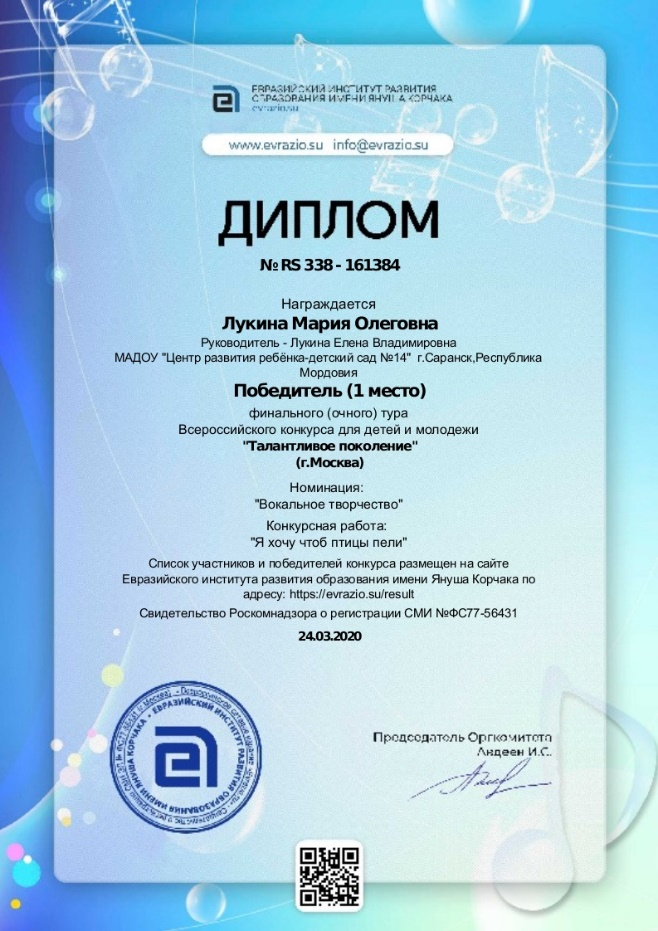 ЕВРАЗИЙСКИЙ ИНСТИТУТ РАЗВИТИЯ
ОБРАЗОВАНИЯ ИМЕНИ ЯНУША КОРЧАКА
evrazio.su
www.evrazio.su info@evrazio.su
ДИПЛОМ
№ RS 338 - 161384
Награждается
Лукина Мария Олеговна
Руководитель - Лукина Елена Владимировна
МАДОУ "Центр развития ребёнка-детский сад №14" г.Саранск,Республика
Мордовия
Победитель (1 место)
финального (очного) тура
Всероссийского конкурса для детей и молодежи
"Талантливое поколение"
(г.Москва)
Номинация:
"Вокальное творчество"
Конкурсная работа:
"Я хочу чтоб птицы пели"
Список участников и победителей конкурса размещен на сайте
Евразийского института развития образования имени Януша Корчака по
адресу: https://evrazio.su/result
Свидетельство Роскомнадзора о регистрации СМИ №ФС77-56431
24.03.2020
ЕВРАЗИЙСКИЙ ИНСТИТУТ РАЗВИТИЯ ОБРАЗОВАНИЯ ИМЕНИ ЯНУША КОРЧАКА
Председатель Оргкомитета
Авдеен И.С.